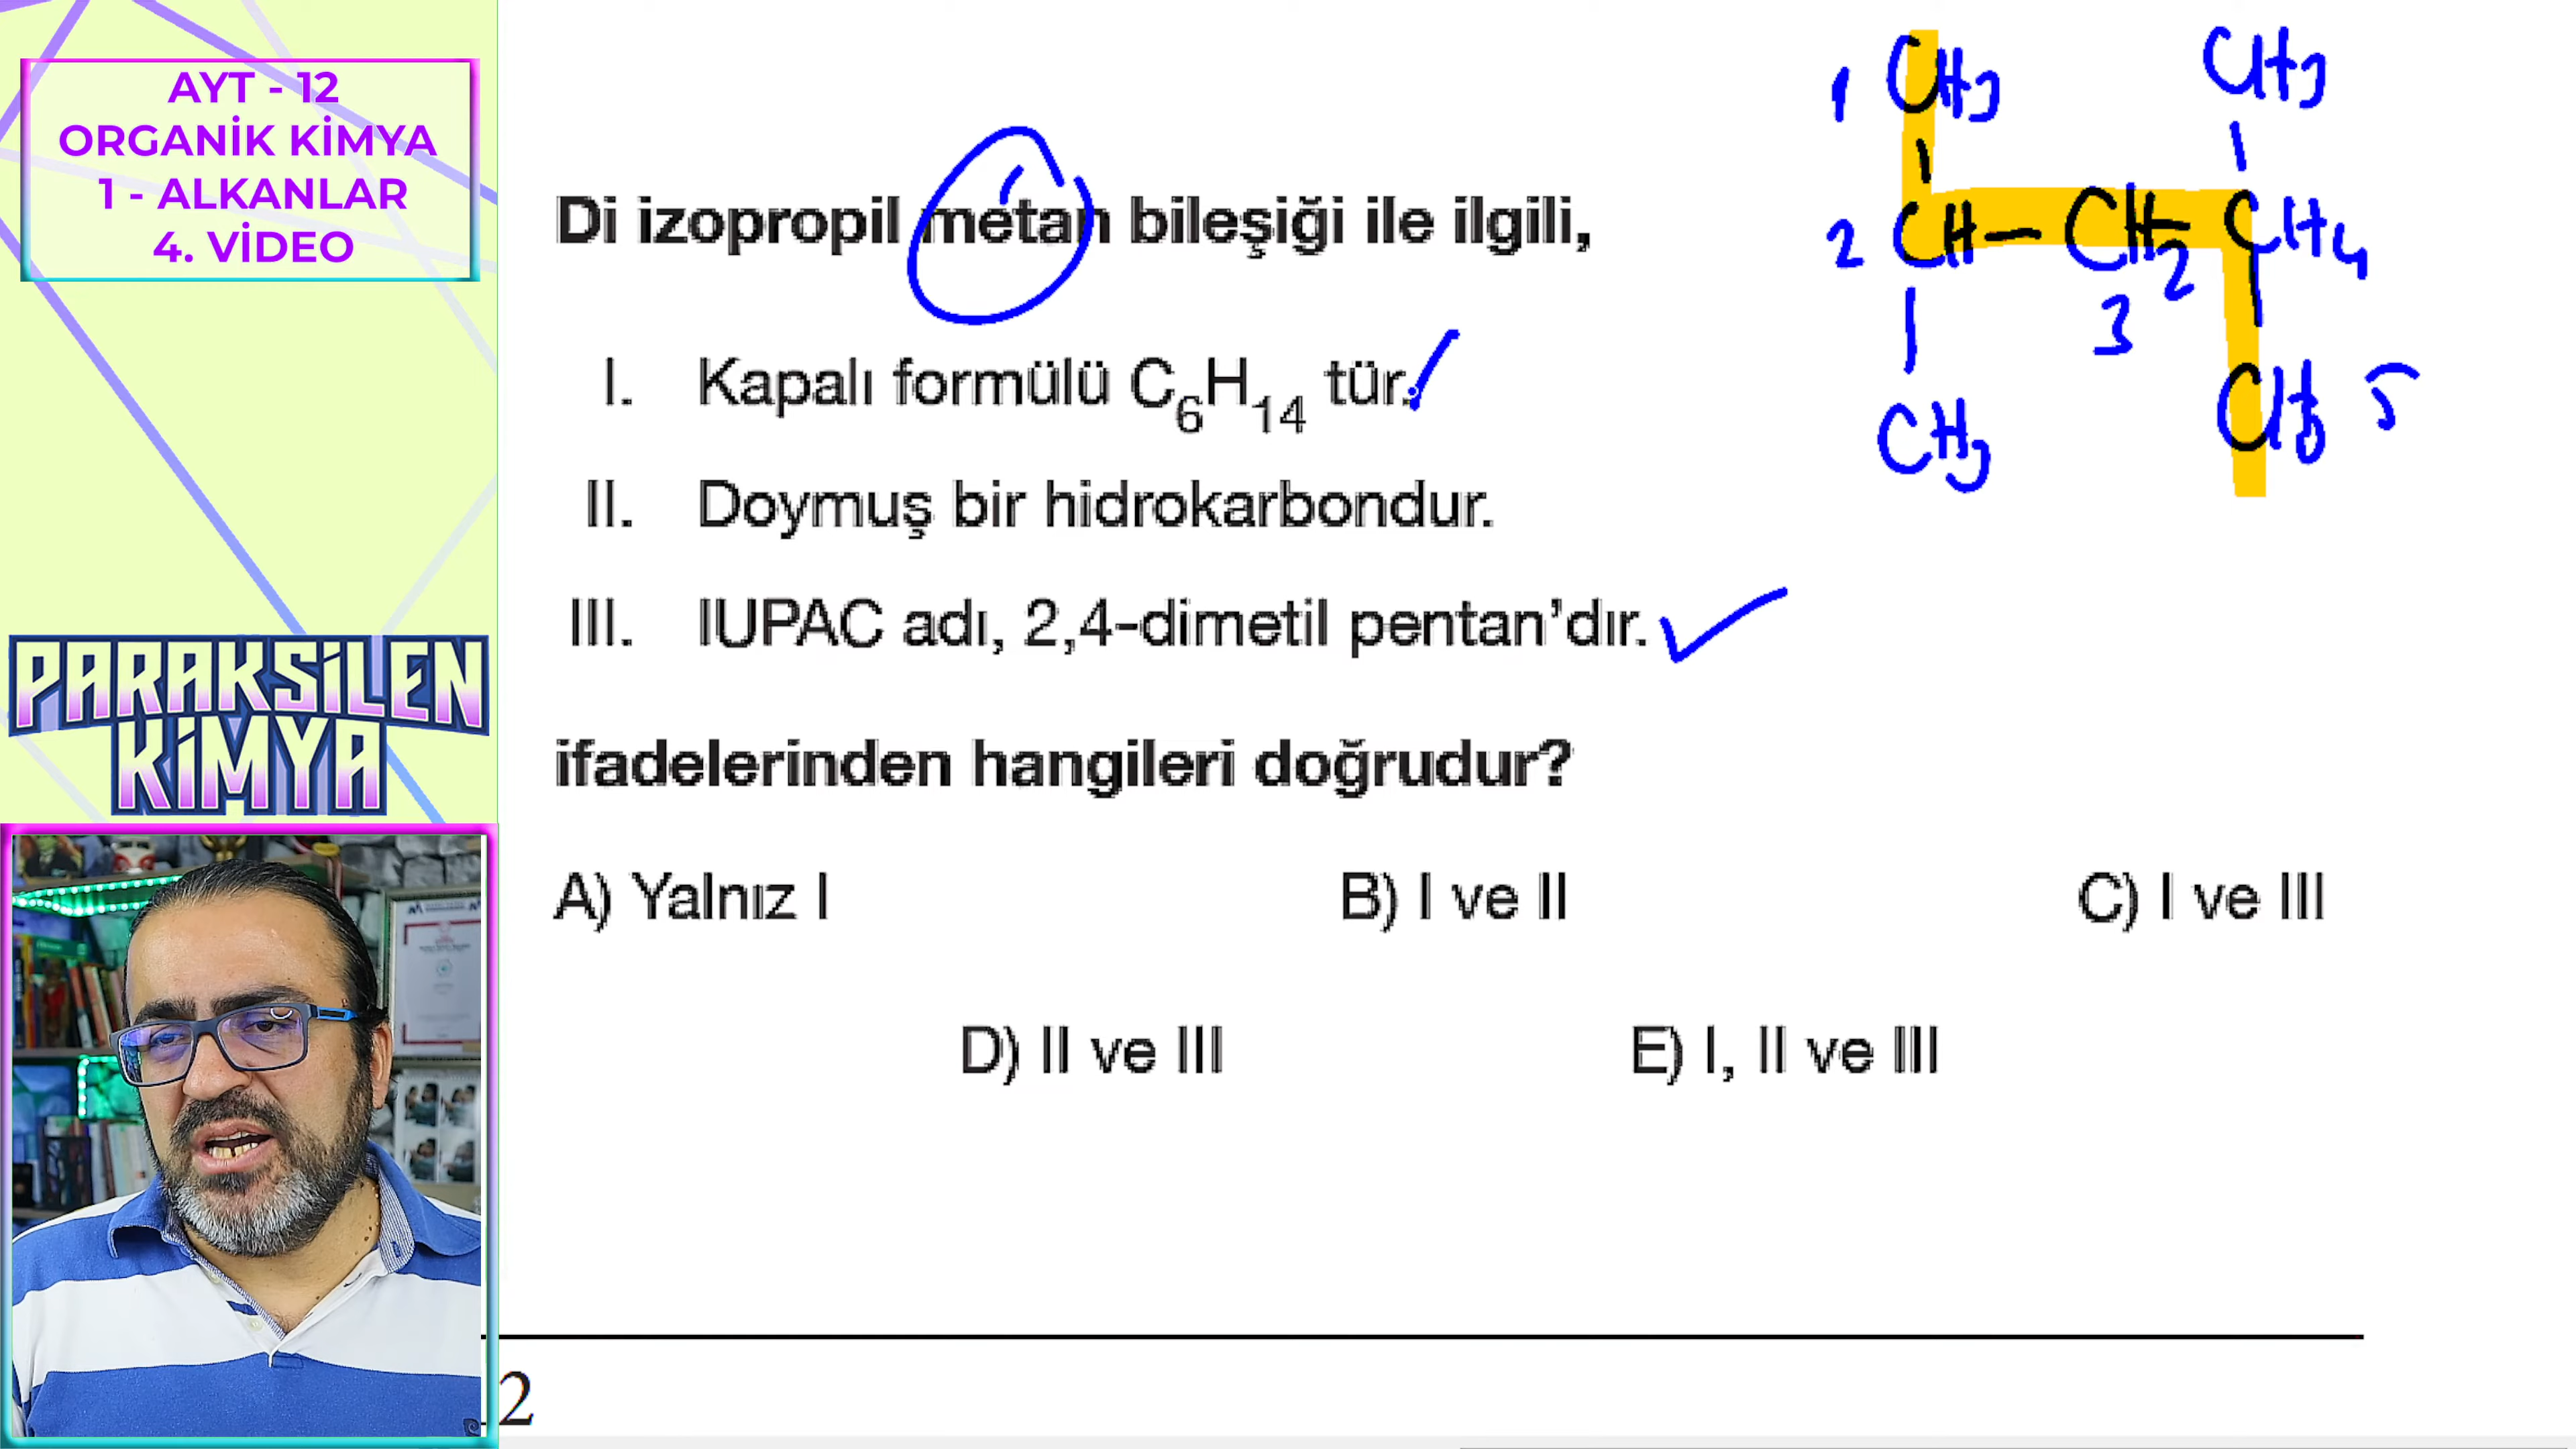 AYT - 12
ORGANİK KİMYA
1 - ALKANLAR
4. VİDEO
PARAKSİLEN
KİMYA
Di izopropil metan bileşiği ile ilgili,
I. Kapalı formülü C6H14 tür.
II. Doymuş bir hidrokarbondur.
III. IUPAC adı, 2,4-dimetil pentan’dır.
ifadelerinden hangileri doğrudur?
A) Yalnız I
B) I ve II
C) I ve III
D) II ve III
E) I, II ve III
1 CH3 CH3
2 CH - CH2 CH 4
3
CH3 CH3 5
2